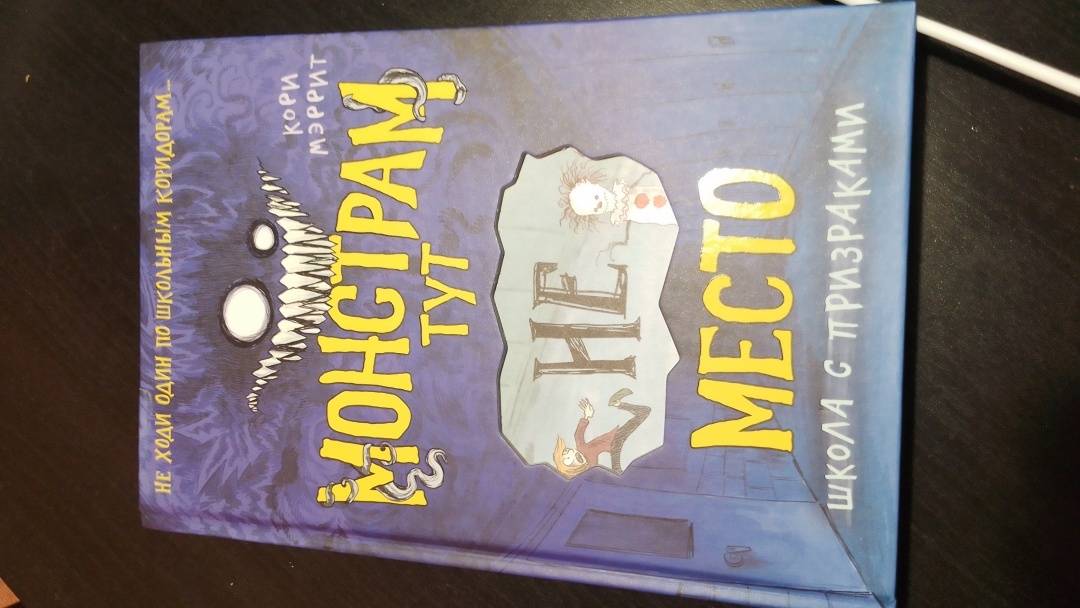 НЕ ХОДИ ОДИН ПО ШКОЛЬНЫМ КОРИДОРАМ...
КОРИ
МЭРРИТ
МОНСТРАМ
ТУТ
НЕ
МЕСТО
ШКОЛА С ПРИЗРАКАМИ